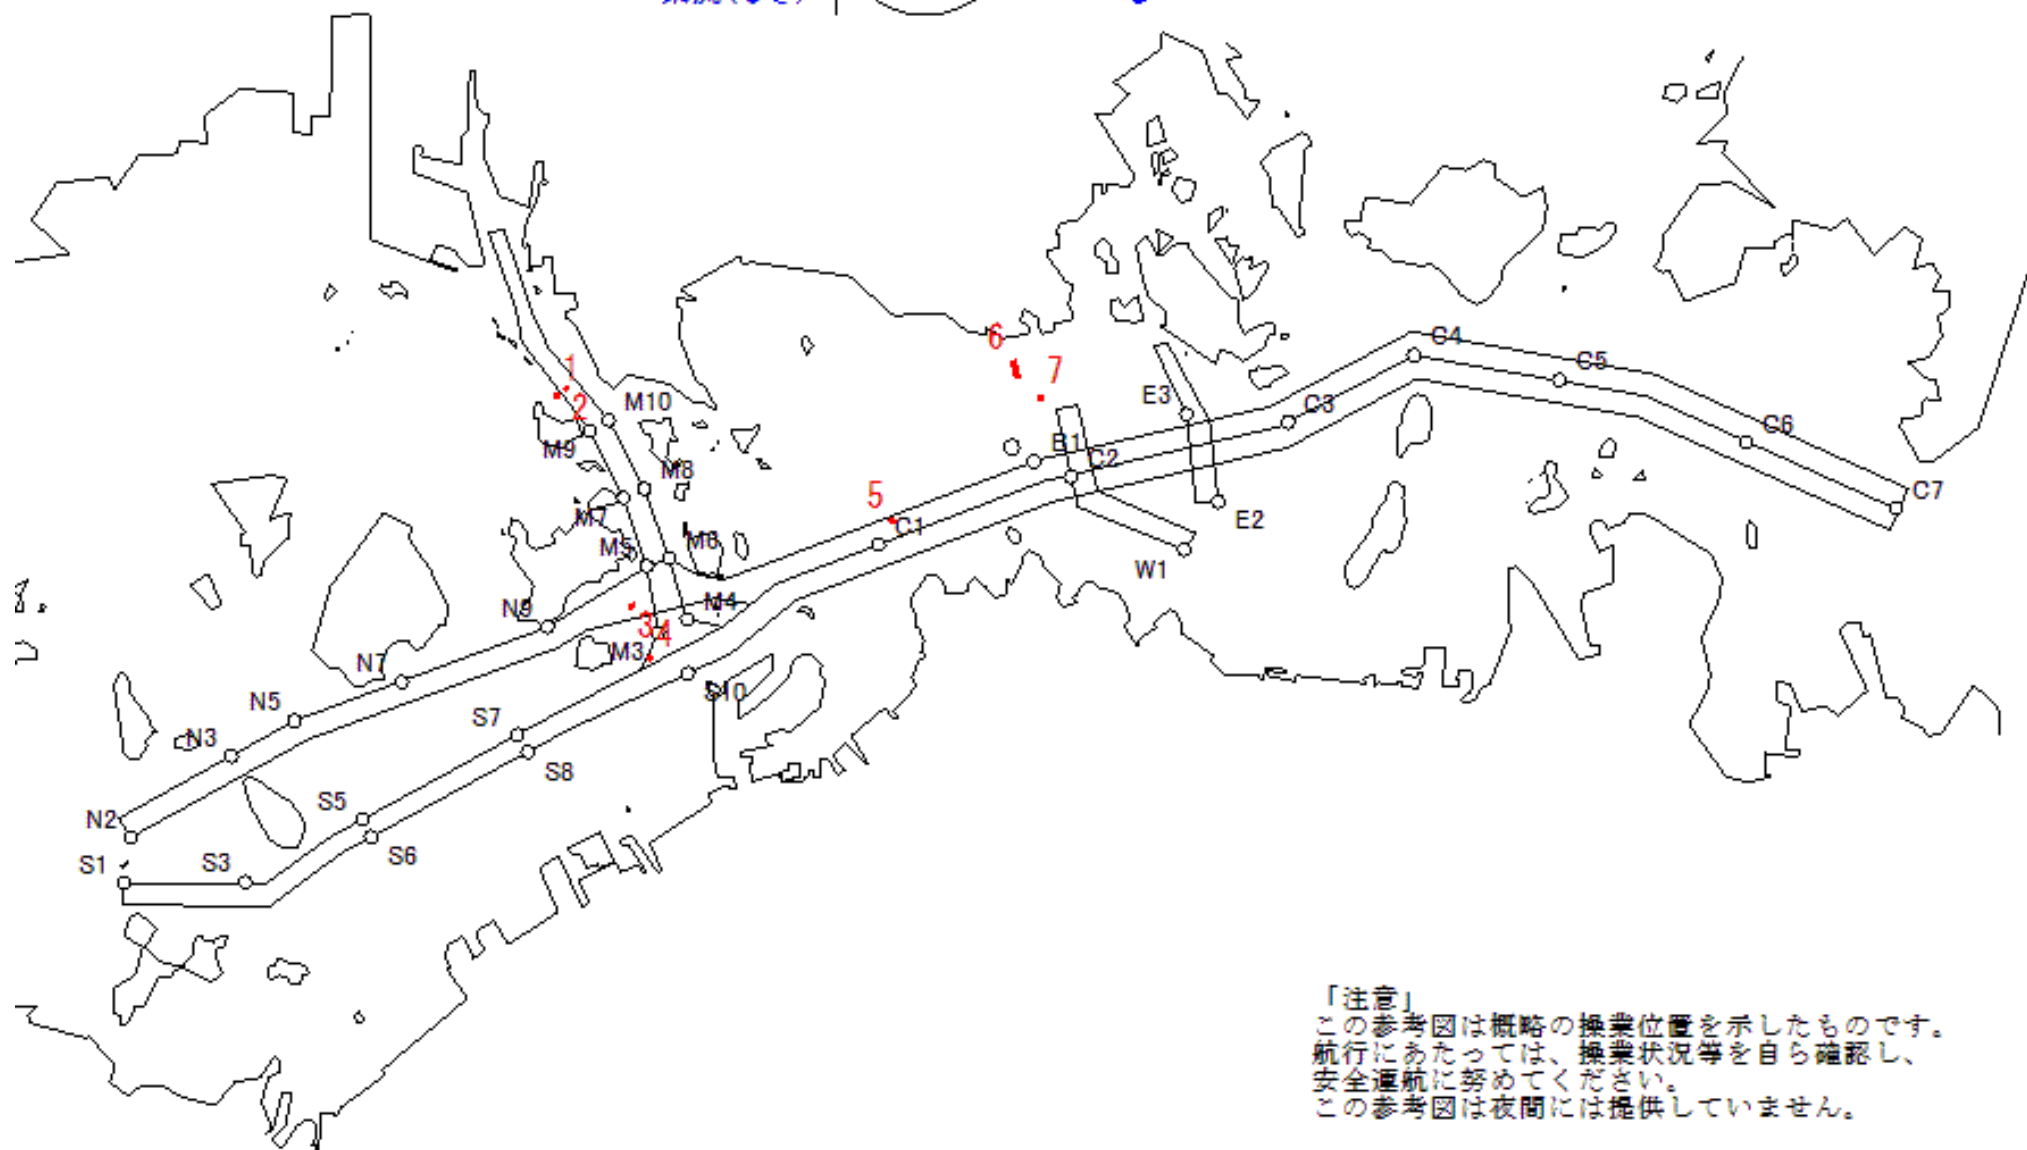 6
7
1
2
C4
C5
E3
M10
C3
B1
C6
M9
M8
C2
C7
5
M7
C1
E2
M5
M6
W1
N9
M4
3
4
M3
N7
S10
N5
S7
N3
S8
S5
N2
S3
S6
S1
「注意」
この参考図は概略の操業位置を示したものです。
航行にあたっては、操業状況等を自ら確認し、
安全運航に努めてください。
この参考図は夜間には提供していません。